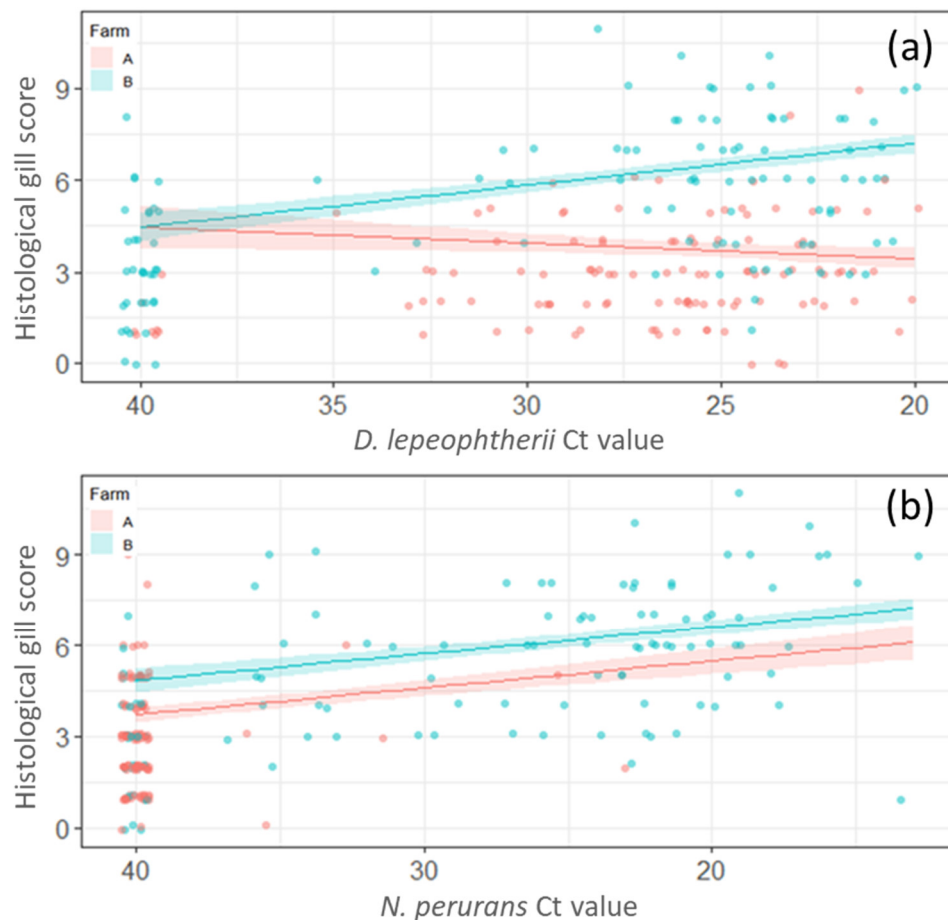 Farm
A
B
(a)
Histological gill score
9
6
3
0
40 35 30 25 20
D. lepeophtherii Ct value
Farm
A
B
(b)
Histological gill score
9
6
3
0
40 30 20
N. perurans Ct value